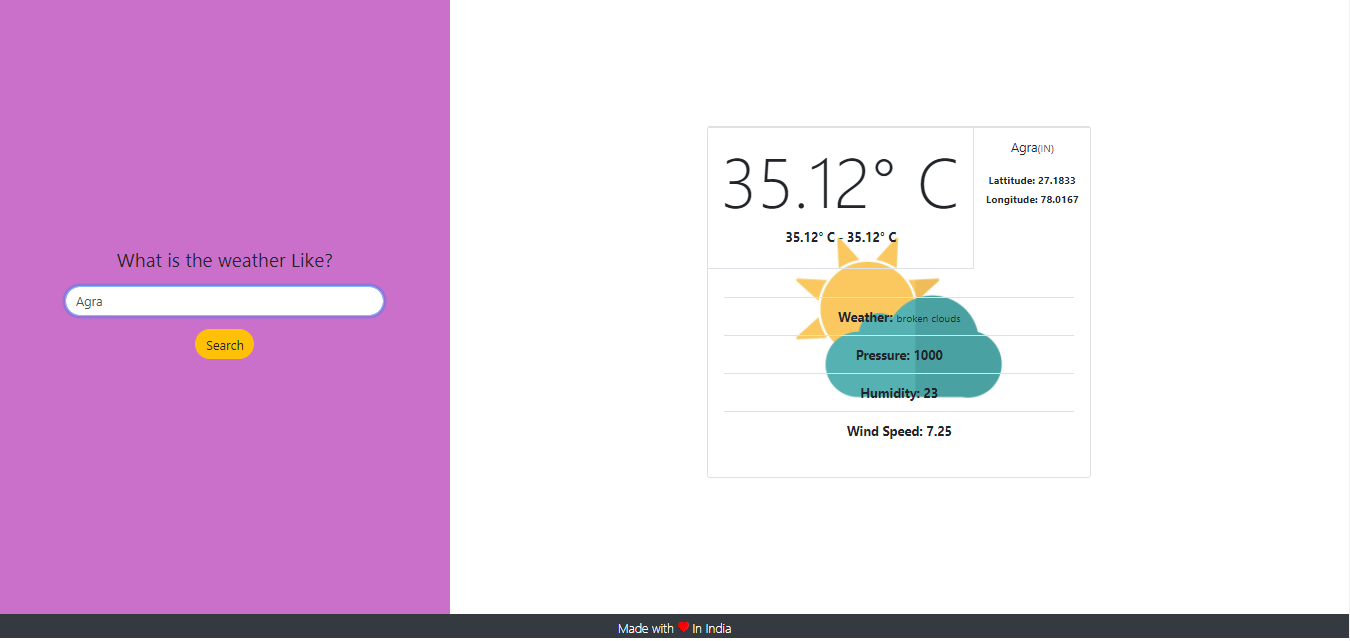 What is the weather Like?
Agra
Search
35.12° C
35.12° C - 35.12° C
Agra(IN)
Lattitude: 27.1833
Longitude: 78.0167
Weather: broken clouds
Pressure: 1000
Humidity: 23
Wind Speed: 7.25
Made with ❤ In India